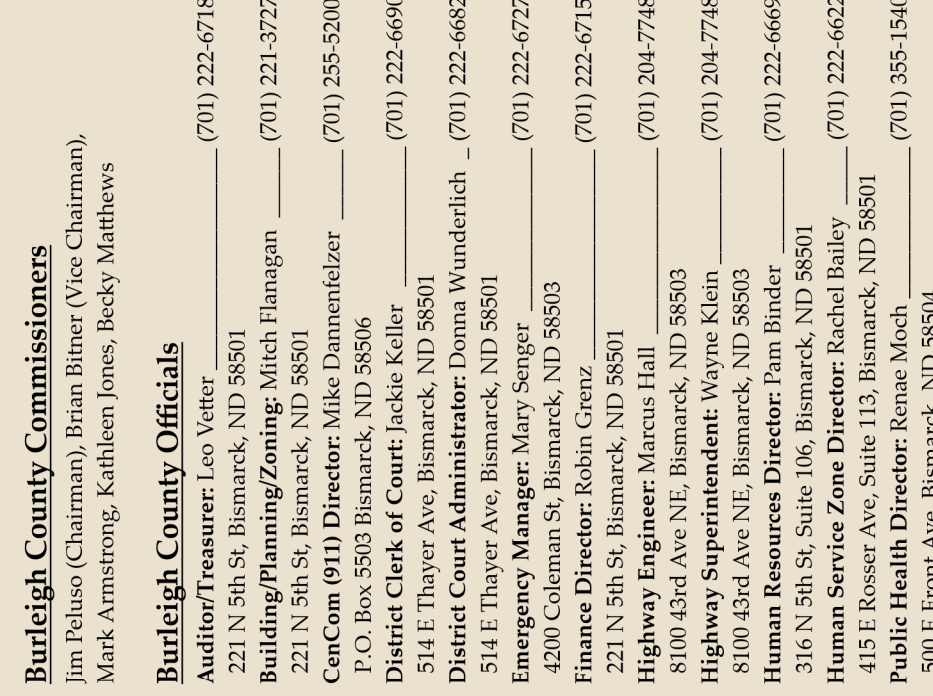 Burleigh County Commissioners
Jim Peluso (Chairman), Brian Bitner (Vice Chairman),
Mark Armstrong, Kathleen Jones, Becky Matthews
Burleigh County Officials
Auditor/Treasurer: Leo Vetter (701) 222-6718
221 N 5th St, Bismarck, ND 58501
Building/Planning/Zoning: Mitch Flanagan (701) 221-3727
221 N 5th St, Bismarck, ND 58501
CenCom (911) Director: Mike Dannenfelzer (701) 255-5200
P.O. Box 5503 Bismarck, ND 58506
District Clerk of Court: Jackie Keller (701) 222-6690
514 E Thayer Ave, Bismarck, ND 58501
District Court Administrator: Donna Wunderlich (701) 222-6682
514 E Thayer Ave, Bismarck, ND 58501
Emergency Manager: Mary Senger (701) 222-6727
4200 Coleman St, Bismarck, ND 58503
Finance Director: Robin Grenz (701) 222-6715
221 N 5th St, Bismarck, ND 58501
Highway Engineer: Marcus Hall (701) 204-7748
8100 43rd Ave NE, Bismarck, ND 58503
Highway Superintendent: Wayne Klein (701) 204-7748
8100 43rd Ave NE, Bismarck, ND 58503
Human Resources Director: Pam Binder (701) 222-6669
316 N 5th St, Suite 106, Bismarck, ND 58501
Human Service Zone Director: Rachel Bailey (701) 222-6622
415 E Rosser Ave, Suite 113, Bismarck, ND 58501
Public Health Director: Renae Moch (701) 355-1540
500 E Front Ave, Bismarck, ND 58504